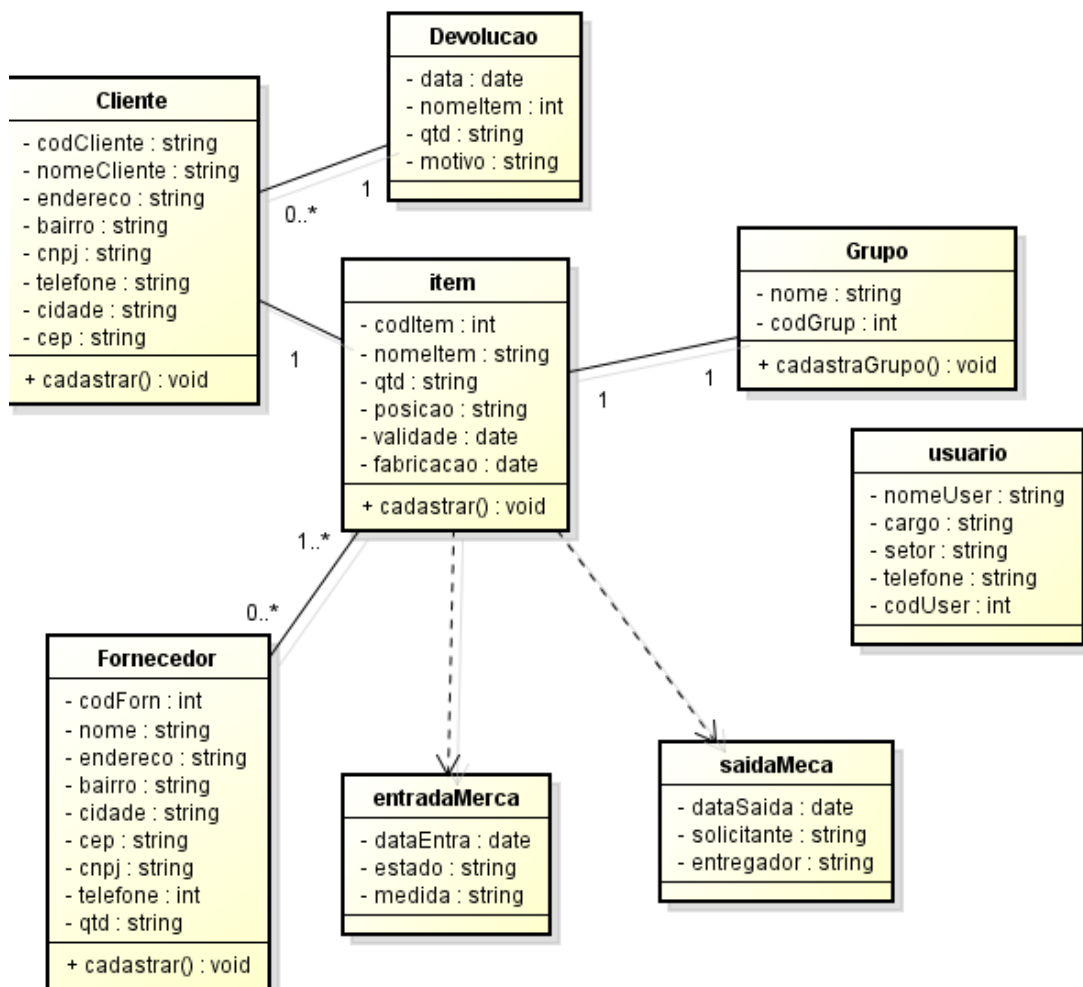 Devolucao
- data : date
- nomeItem : int
- qtd : string
- motivo : string
Cliente
- codCliente : string
- nomeCliente : string
- endereco : string
- bairro : string
- cnpj : string
- telefone : string
- cidade : string
- cep : string
+ cadastrar() : void
1
0..*
1
item
- codItem : int
- nomeItem : string
- qtd : string
- posicao : string
- validade : date
- fabricacao : date
+ cadastrar() : void
Grupo
- nome : string
- codGrup : int
+ cadastraGrupo() : void
1
1
usuario
- nomeUser : string
- cargo : string
- setor : string
- telefone : string
- codUser : int
1..*
0..*
Fornecedor
- codForn : int
- nome : string
- endereco : string
- bairro : string
- cidade : string
- cep : string
- cnpj : string
- telefone : int
- qtd : string
+ cadastrar() : void
entradaMerca
- dataEntra : date
- estado : string
- medida : string
saidaMeca
- dataSaida : date
- solicitante : string
- entregador : string